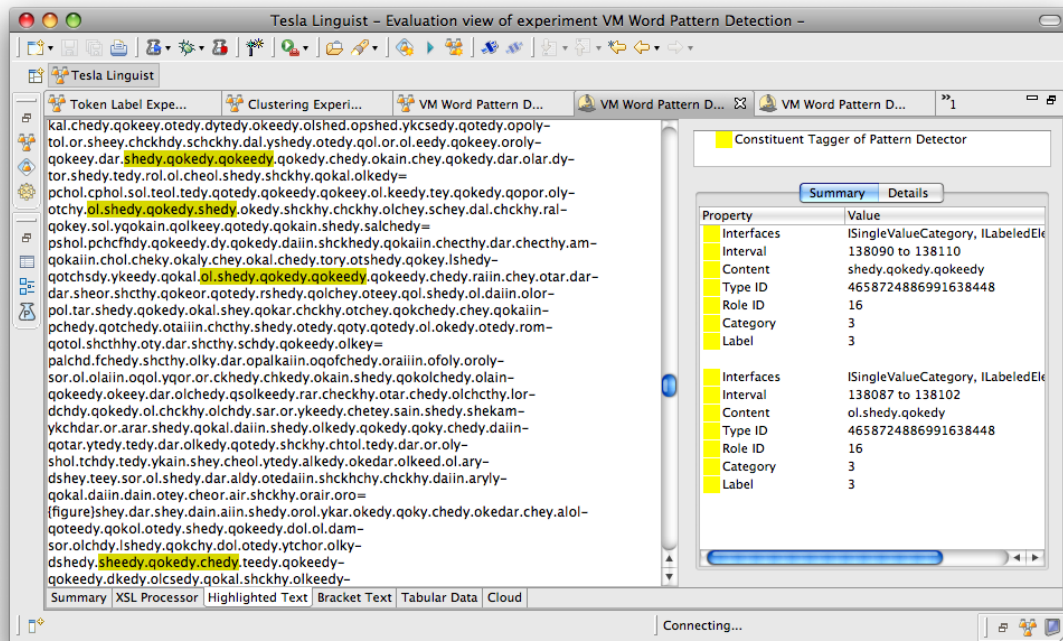 Tesla Linguist – Evaluation view of experiment VM Word Pattern Detection –
Tesla Linguist
Token Label Expe...
Clustering Experi...
VM Word Pattern D...
VM Word Pattern D...
VM Word Pattern D...
»1
kal.chedy.qokeey.otedy.dytedy.okeedy.olshed.opshed.ykcsedy.qotedy.opoly–
tol.or.sheey.chckhdy.schckhy.dal.yshedy.otedy.qol.or.ol.eedy.qokeey.oroly–
qokeey.dar.shedy.qokedy.qokeedy.qokedy.chedy.okain.chey.qokedy.dar.olar.dy–
tor.shedy.tedy.rol.ol.cheol.shedy.shckhy.qokal.olkedy=
pchol.cphol.sol.teol.tedy.qotedy.qokeedy.qokeey.ol.keedy.tey.qokedy.qopor.oly–
otchy.ol.shedy.qokedy.shedy.okedy.shckhy.chckhy.olchey.schey.dal.chckhy.ral–
qokey.sol.yqokain.qolkeey.qotedy.qokain.shedy.salchedy=
pshol.pchcfhdy.qokeedy.dy.qokedy.daiin.shckhedy.qokaiin.checthy.dar.checthy.am–
qokaiin.chol.cheky.okaly.chey.okal.chedy.tory.otshedy.qokey.lshedy–
qotchsdy.ykeedy.qokal.ol.shedy.qokedy.qokeedy.qokeedy.chedy.raiin.chey.otar.dar–
dar.sheor.shcthy.qokeor.qotedy.rshedy.qolchey.oteey.qol.shedy.ol.daiin.olor–
pol.tar.shedy.qokedy.okal.shey.qokar.chckhy.otchey.qokchedy.chey.qokaiin–
pchedy.qotchedy.otaiiin.chcthy.shedy.otedy.qoty.qotedy.ol.okedy.otedy.rom–
qotol.shcthhy.oty.dar.shcthy.schdy.qokeedy.olkey=
palchd.fchedy.shcthy.olky.dar.opalkaiin.oqofchedy.oraiiin.ofoly.oroly–
sor.ol.olaiin.oqol.yqor.or.ckhedy.chkedy.okain.shedy.qokolchedy.olain–
qokeedy.okeey.dar.olchedy.qsolkeedy.rar.checkhy.otar.chedy.olchcthy.lor–
dchdy.qokedy.ol.chckhy.olchdy.sar.or.ykeedy.chetey.sain.shedy.shekam–
ykchdar.or.arar.shedy.qokal.daiin.shedy.olkedy.qokedy.qoky.chedy.daiin–
qotar.ytedy.tedy.dar.olkedy.qotedy.shckhy.chtol.tedy.dar.or.oly–
shol.tchdy.tedy.ykain.shey.cheol.ytedy.alkedy.okedar.olkeed.ol.ary–
dshey.teey.sor.ol.shedy.dar.aldy.otedaiin.shckhchy.chckhy.daiin.aryly–
qokal.daiin.dain.otey.cheor.air.shckhy.orair.oro=
{figure}shey.dar.shey.dain.aiin.shedy.orol.ykar.okedy.qoky.chedy.okedar.chey.alol–
qoteedy.qokol.otedy.shedy.qokeedy.dol.ol.dam–
sor.olchdy.lshedy.qokchy.dol.otedy.ytchor.olky–
dshedy.sheedy.qokedy.chedy.teedy.qokeedy–
qokeedy.dkedy.olcsedy.qokal.shckhy.olkeedy–
Summary
XSL Processor
Highlighted Text
Bracket Text
Tabular Data
Cloud
Constituent Tagger of Pattern Detector
Summary
Details
Property Value
Interfaces ISingleValueCategory, ILabeledEle
Interval 138090 to 138110
Content shedy.qokedy.qokeedy
Type ID 4658724886991638448
Role ID 16
Category 3
Label 3
Interfaces ISingleValueCategory, ILabeledEle
Interval 138087 to 138102
Content ol.shedy.qokedy
Type ID 4658724886991638448
Role ID 16
Category 3
Label 3
Connecting...